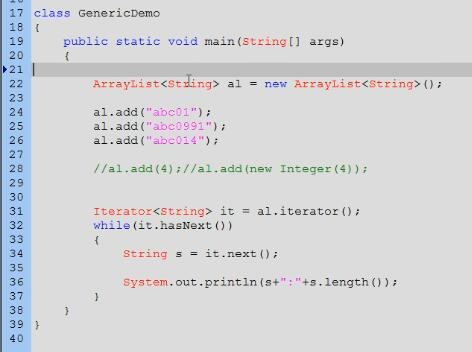 17 class GenericDemo
18 {
19     public static void main(String[] args)
20     {
21
22         ArrayList<String> al = new ArrayList<String>();
23
24         al.add("abc01");
25         al.add("abc0991");
26         al.add("abc014");
27
28         //al.add(4);//al.add(new Integer(4));
29
30
31         Iterator<String> it = al.iterator();
32         while(it.hasNext())
33         {
34             String s = it.next();
35
36             System.out.println(s+":"+s.length());
37         }
38     }
39 }
40